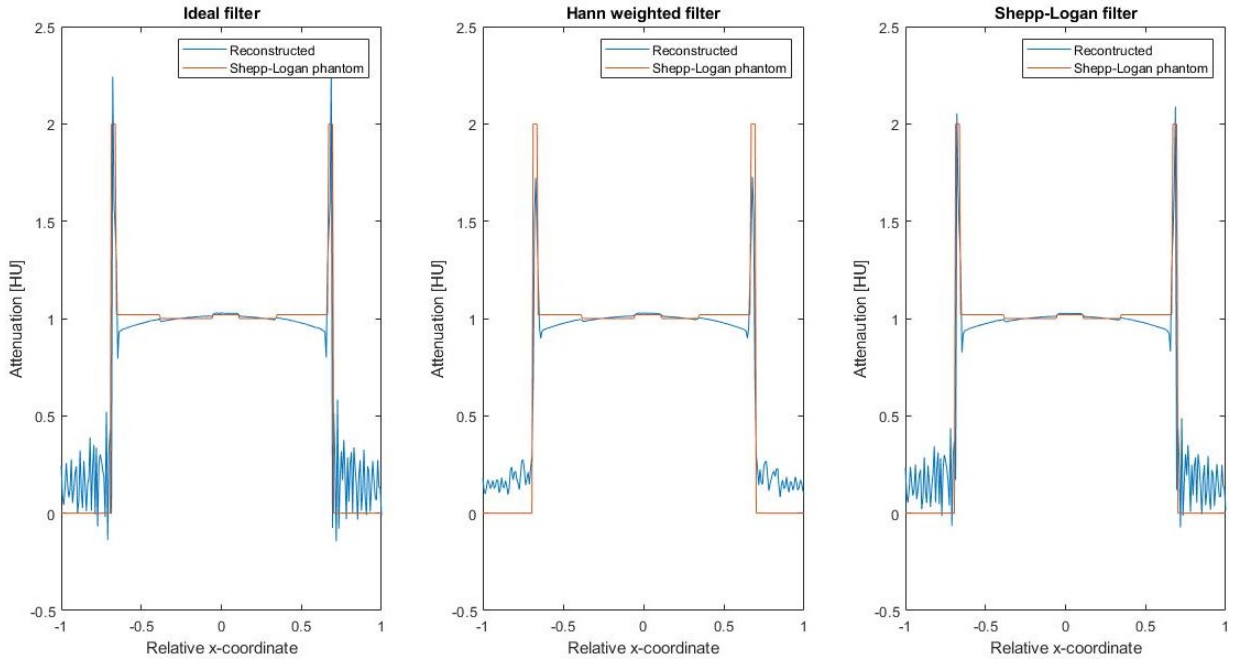 Ideal filter
2.5
2
1.5
1
0.5
0
-0.5
Attenuation [HU]
Reconstructed
Shepp-Logan phantom
-1
-0.5
0
0.5
1
Relative x-coordinate
Hann weighted filter
2.5
2
1.5
1
0.5
0
-0.5
Attenuation [HU]
Recontructed
Shepp-Logan phantom
-1
-0.5
0
0.5
1
Relative x-coordinate
Shepp-Logan filter
2.5
2
1.5
1
0.5
0
-0.5
Attenaution [HU]
Recontructed
Shepp-Logan phantom
-1
-0.5
0
0.5
1
Relative x-coordinate